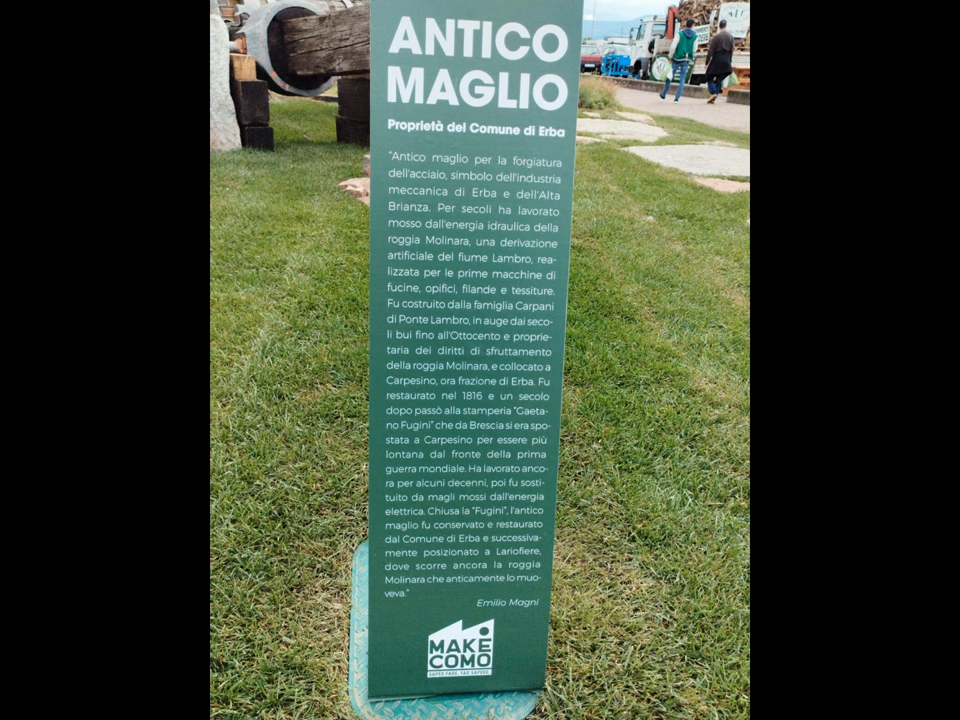 ANTICO
MAGLIO
Proprietà del Comune di Erba
"Antico maglio per la forgiatura
dell'acciaio, simbolo dell'industria
meccanica di Erba e dell'Alta
Brianza. Per secoli ha lavorato
mosso dall'energia idraulica della
roggia Molinara, una derivazione
artificiale del fiume Lambro, rea-
lizzata per le prime macchine di
fucine, opifici, filande e tessiture.
Fu costruito dalla famiglia Carpani
di Ponte Lambro, in auge dai seco-
li bui fino all'Ottocento e proprie-
taria dei diritti di sfruttamento
della roggia Molinara, e collocato a
Carpesino, ora frazione di Erba. Fu
restaurato nel 1816 e un secolo
dopo passò alla stamperia "Gaeta-
no Fugini" che da Brescia si era spo-
stata a Carpesino per essere più
lontana dal fronte della prima
guerra mondiale. Ha lavorato anco-
ra per alcuni decenni, poi fu sosti-
tuito da magli mossi dall'energia
elettrica. Chiusa la "Fugini", l'antico
maglio fu conservato e restaurato
dal Comune di Erba e successiva-
mente posizionato a Lariofiere,
dove scorre ancora la roggia
Molinara che anticamente lo muo-
veva."
Emilio Magni
MAKE
COMO
SAPER FARE, FAR SAPERE